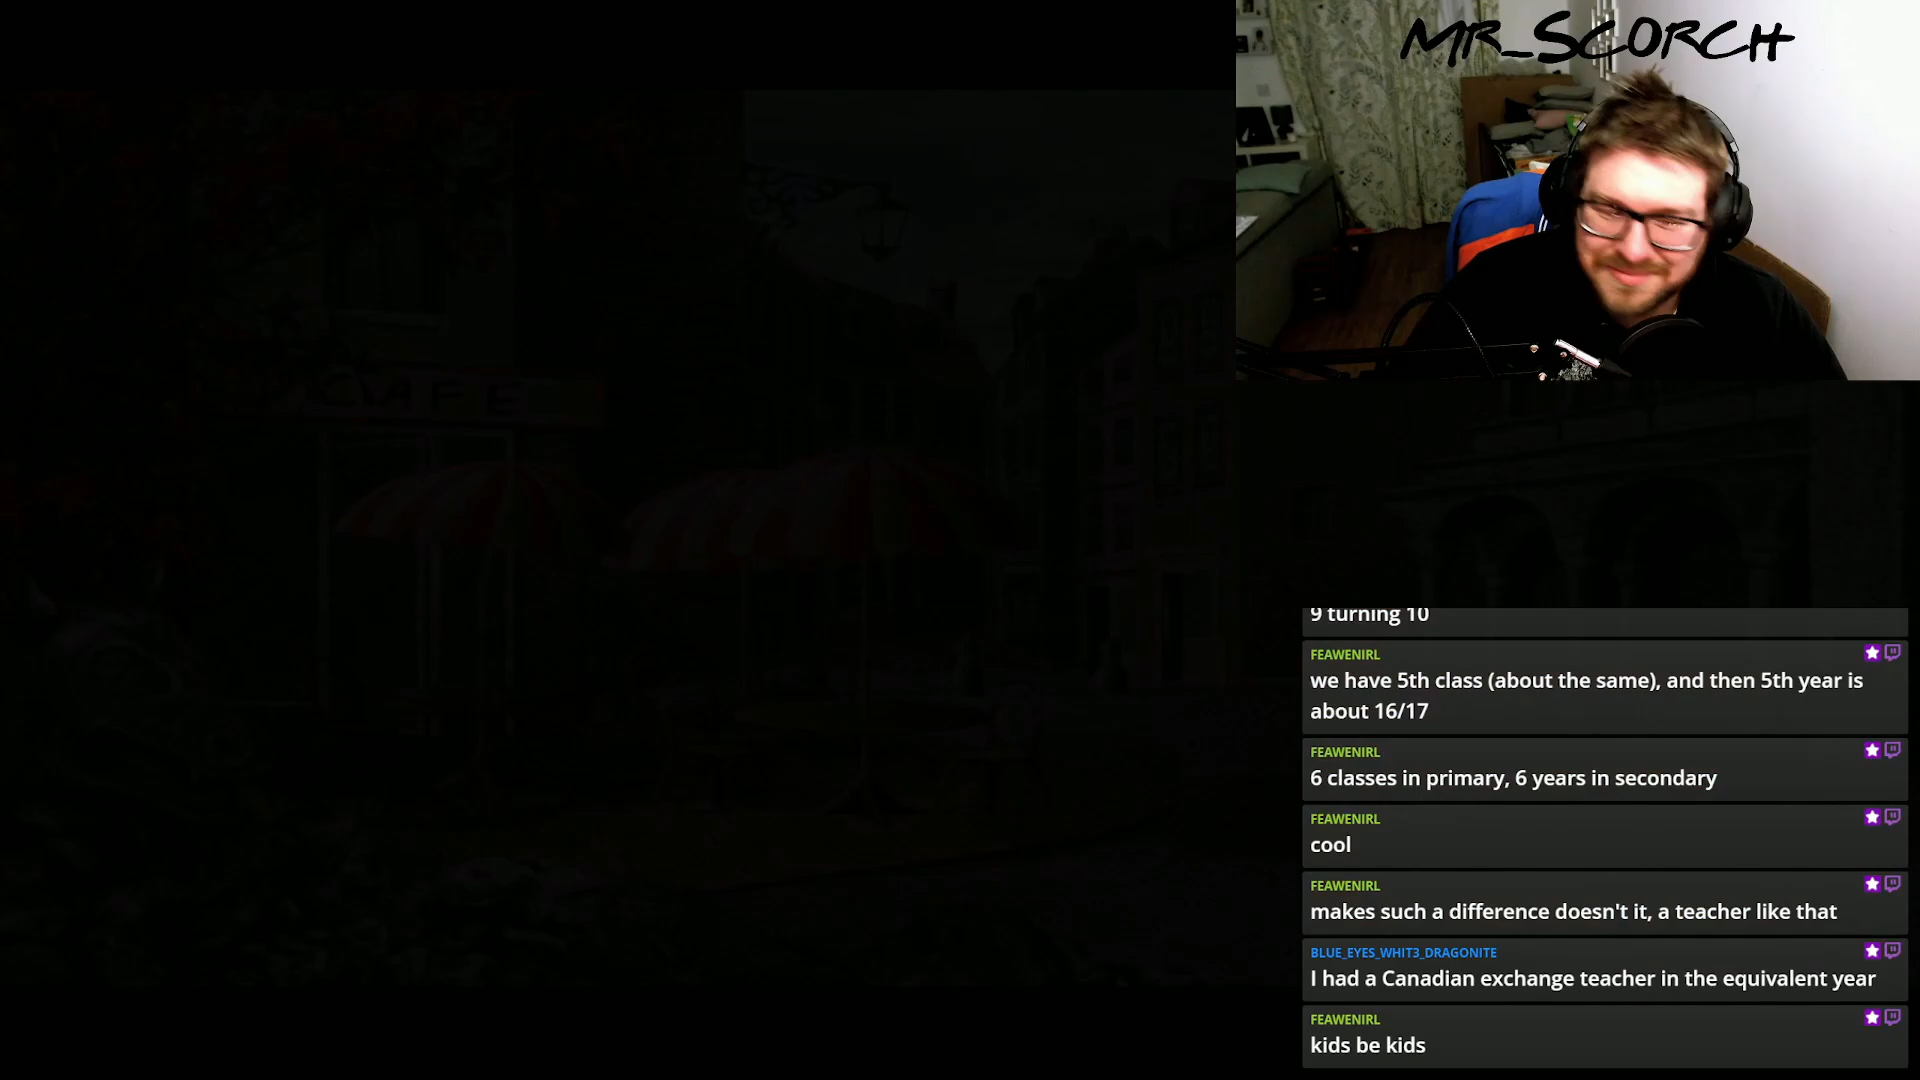 MR_SCORCH
CAFE
9 turning 10
FEAWENIRL
we have 5th class (about the same), and then 5th year is
about 16/17
FEAWENIRL
6 classes in primary, 6 years in secondary
FEAWENIRL
cool
FEAWENIRL
makes such a difference doesn't it, a teacher like that
BLUE_EYES_WHIT3_DRAGONITE
I had a Canadian exchange teacher in the equivalent year
FEAWENIRL
kids be kids